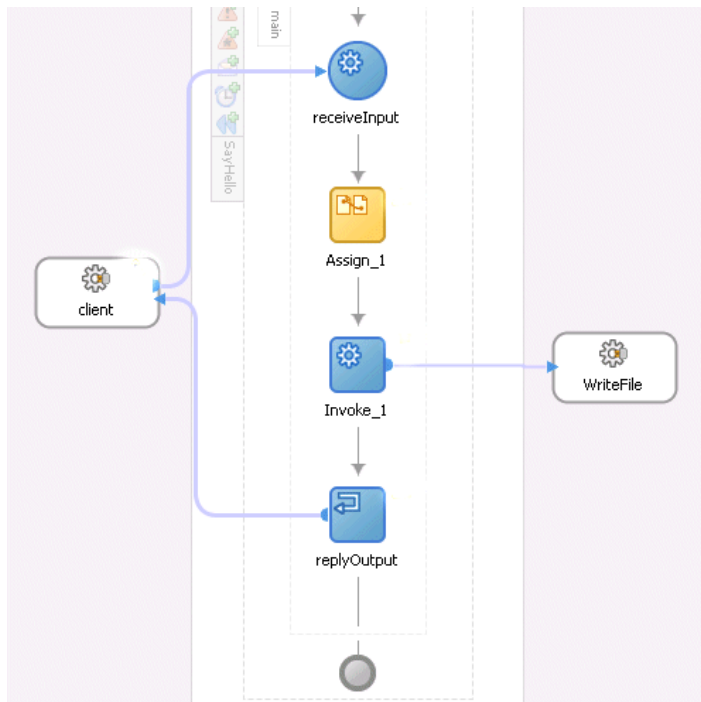 main
receiveInput
SayHello
Assign_1
client
Invoke_1
WriteFile
replyOutput